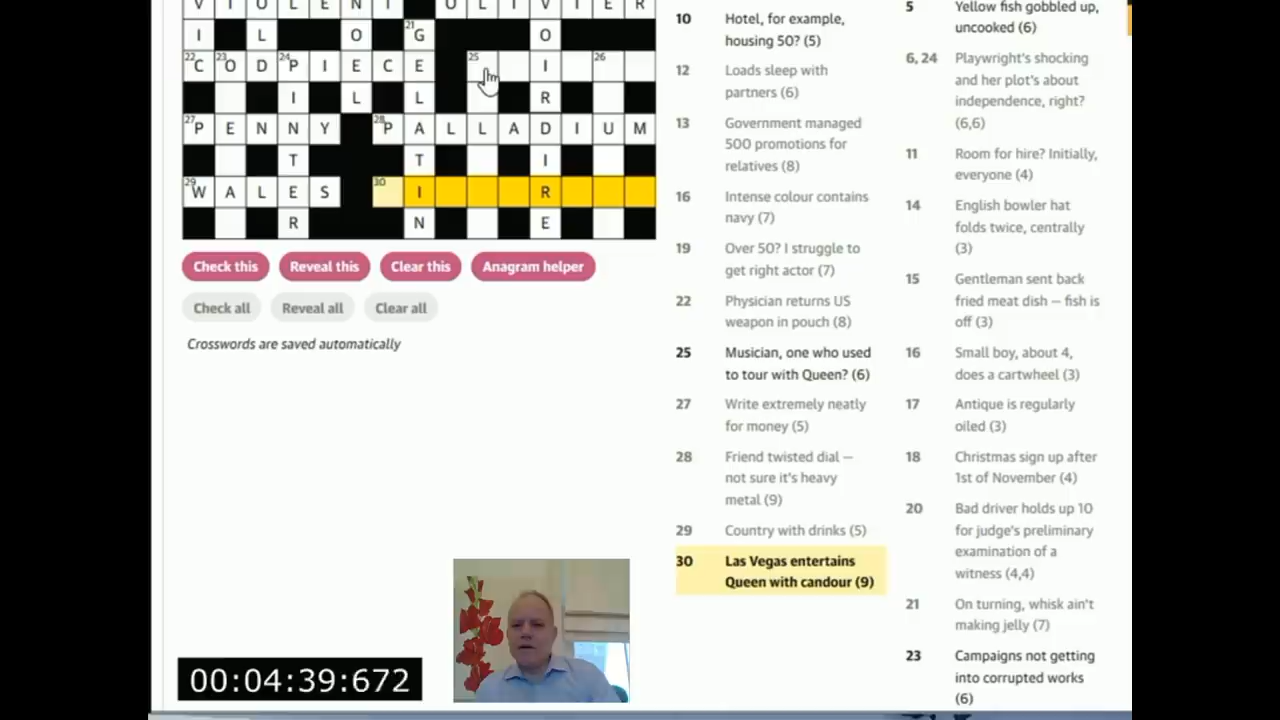 V I O L E N T O L I V I E R
I L O 21 G O
22 C 23 O D 24 P I E C E 25 I 26
I L L R
27 P E N N Y 28 P A L L A D I U M
T T I
29 W A L E S 30 I R
R N E
Check this Reveal this Clear this Anagram helper
Check all Reveal all Clear all
Crosswords are saved automatically
00:04:39:672
10 Hotel, for example,
housing 50? (5)
12 Loads sleep with
partners (6)
13 Government managed
500 promotions for
relatives (8)
16 Intense colour contains
navy (7)
19 Over 50? I struggle to
get right actor (7)
22 Physician returns US
weapon in pouch (8)
25 Musician, one who used
to tour with Queen? (6)
27 Write extremely neatly
for money (5)
28 Friend twisted dial —
not sure it's heavy
metal (9)
29 Country with drinks (5)
30 Las Vegas entertains
Queen with candour (9)
5 Yellow fish gobbled up,
uncooked (6)
6, 24 Playwright's shocking
and her plot's about
independence, right?
(6,6)
11 Room for hire? Initially,
everyone (4)
14 English bowler hat
folds twice, centrally
(3)
15 Gentleman sent back
fried meat dish — fish is
off (3)
16 Small boy, about 4,
does a cartwheel (3)
17 Antique is regularly
oiled (3)
18 Christmas sign up after
1st of November (4)
20 Bad driver holds up 10
for judge's preliminary
examination of a
witness (4,4)
21 On turning, whisk ain't
making jelly (7)
23 Campaigns not getting
into corrupted works
(6)